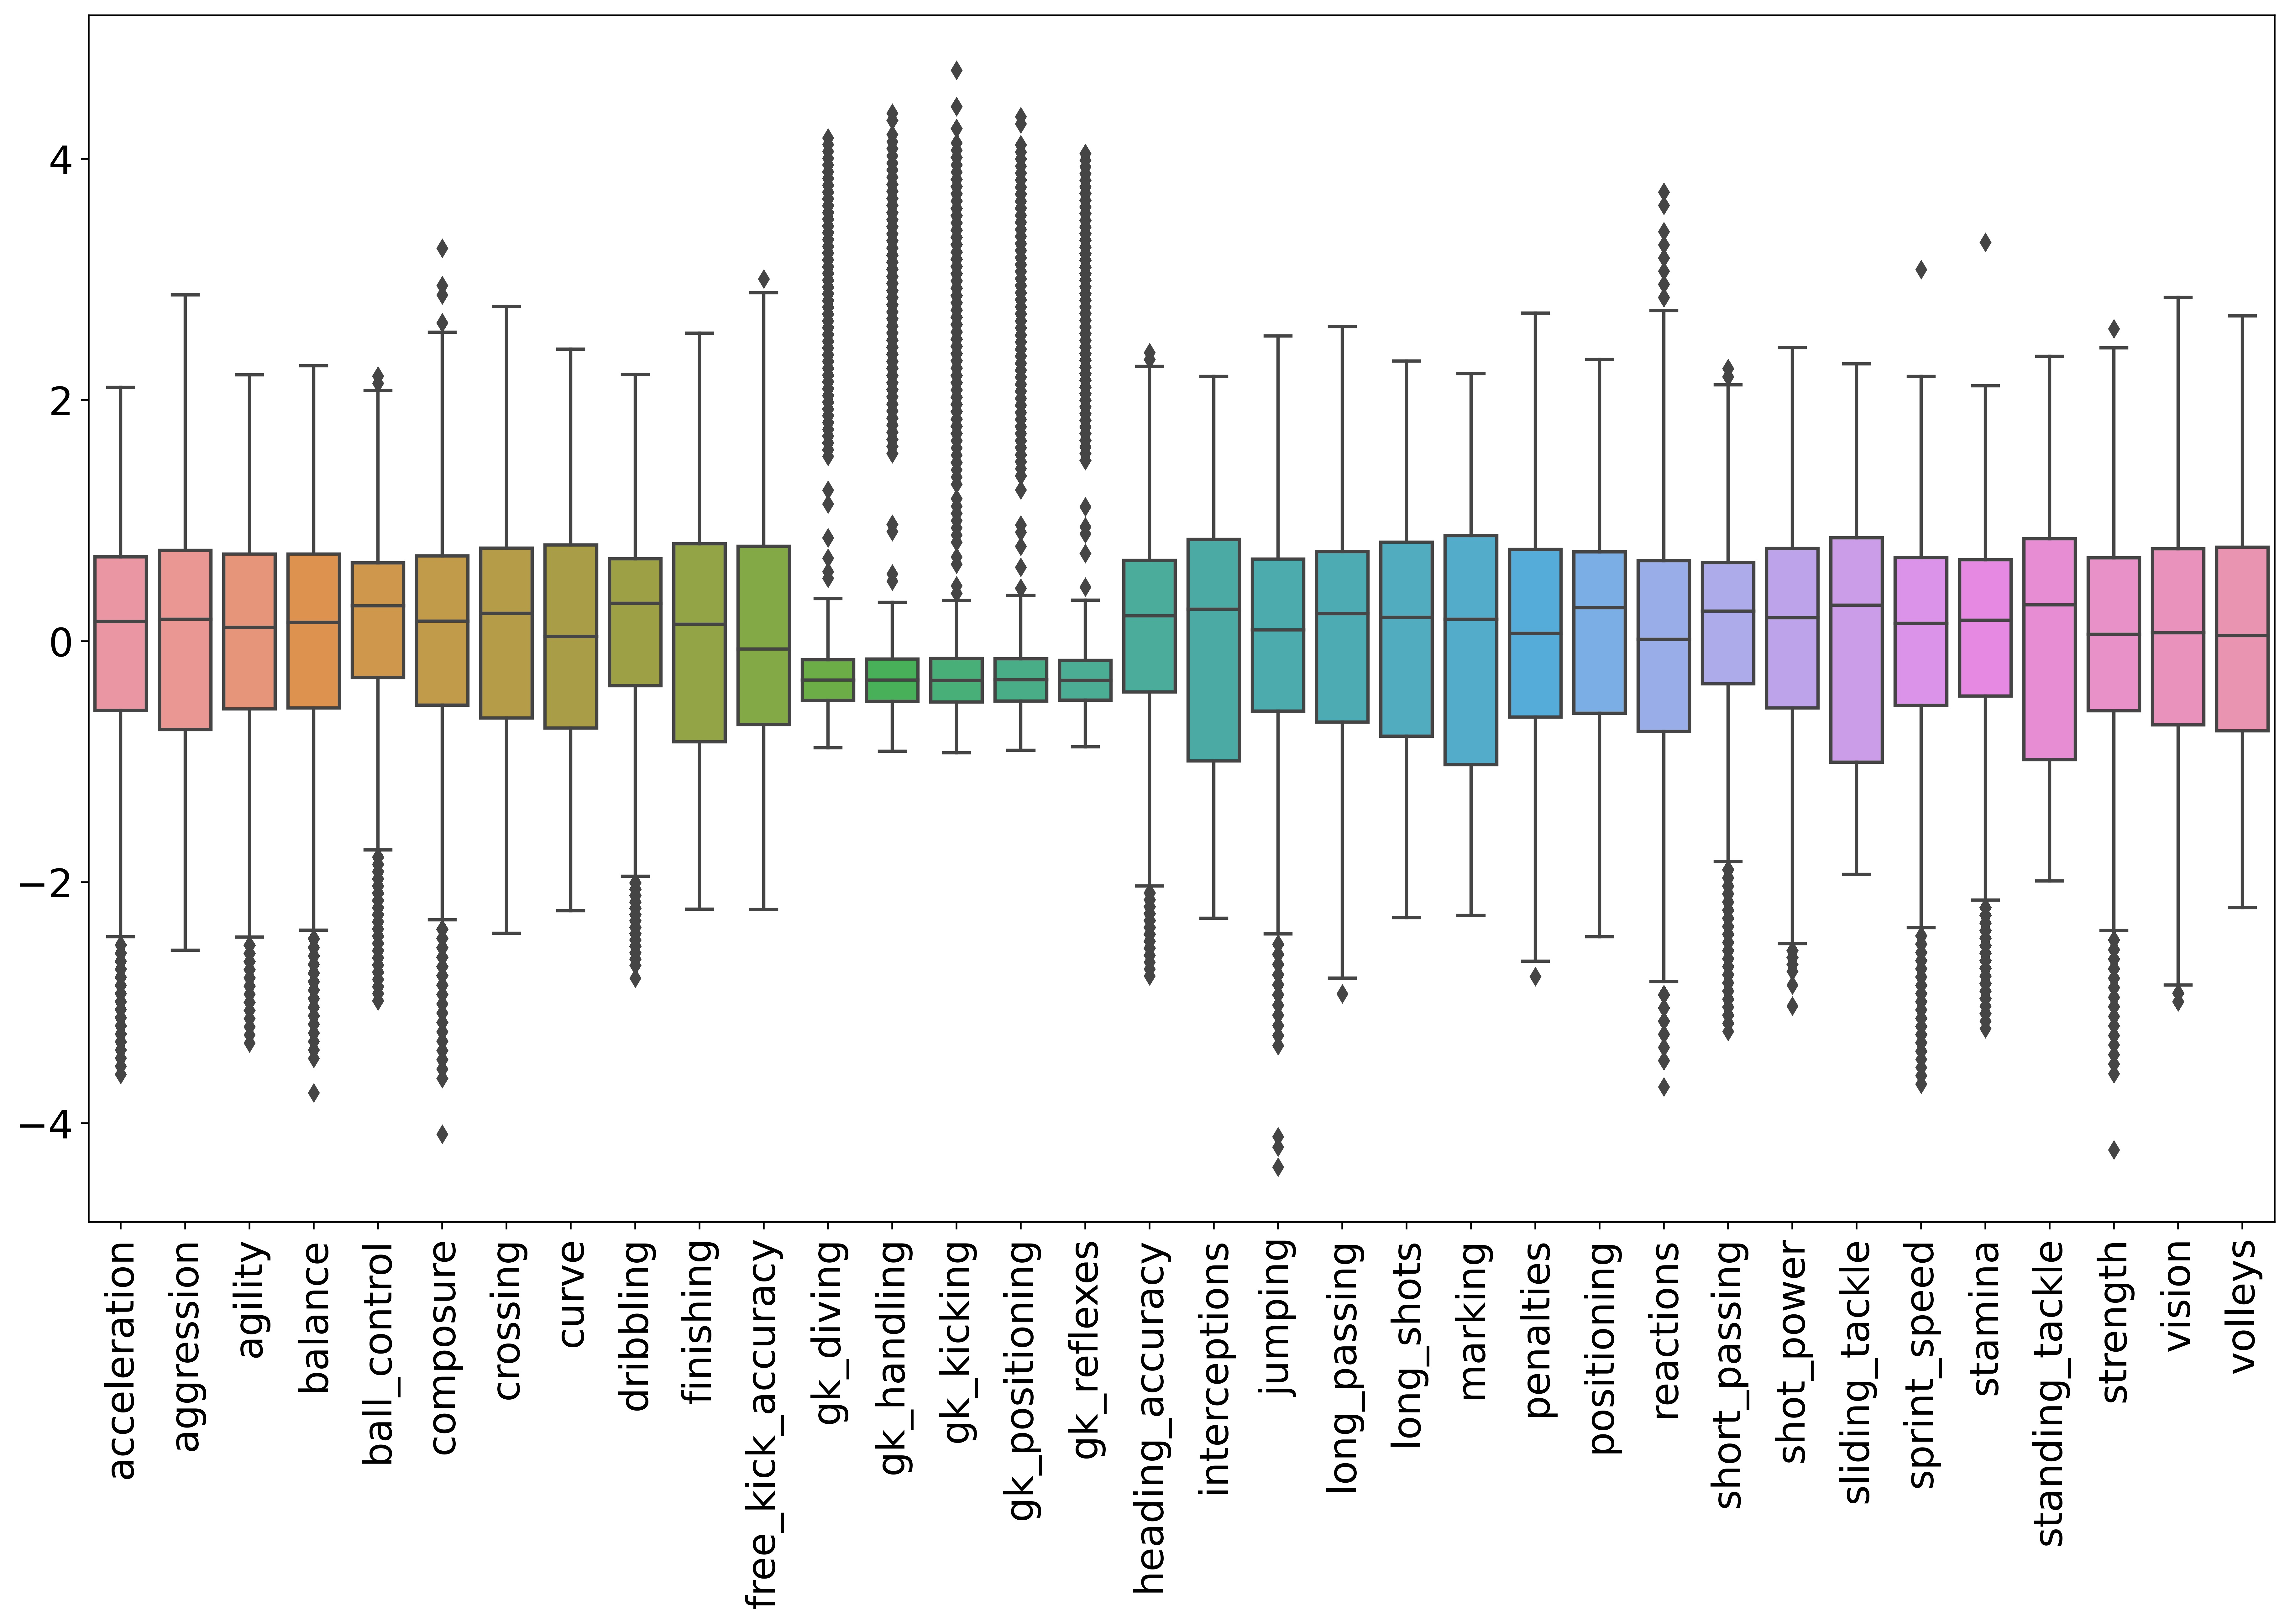 4
2
0
−2
−4
acceleration
aggression
agility
balance
ball_control
composure
crossing
curve
dribbling
finishing
free_kick_accuracy
gk_diving
gk_handling
gk_kicking
gk_positioning
gk_reflexes
heading_accuracy
interceptions
jumping
long_passing
long_shots
marking
penalties
positioning
reactions
short_passing
shot_power
sliding_tackle
sprint_speed
stamina
standing_tackle
strength
vision
volleys